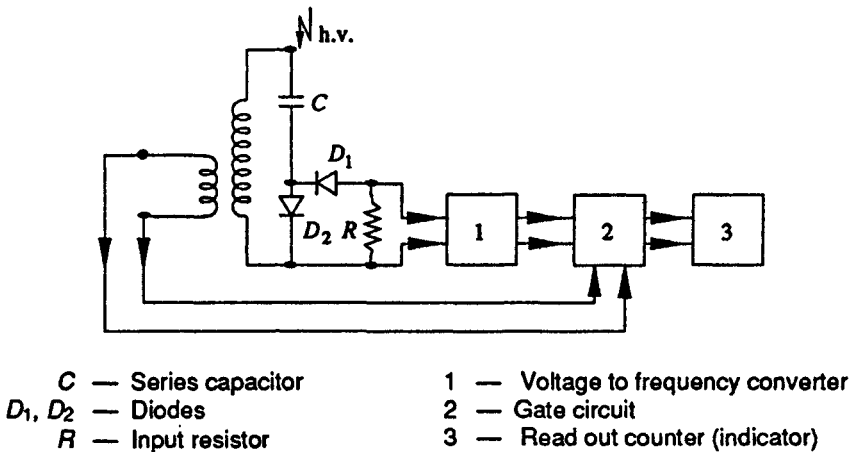 h.v.
C
D₁
D₂ R
1
2
3
C — Series capacitor
D₁, D₂ — Diodes
R — Input resistor
1 — Voltage to frequency converter
2 — Gate circuit
3 — Read out counter (indicator)